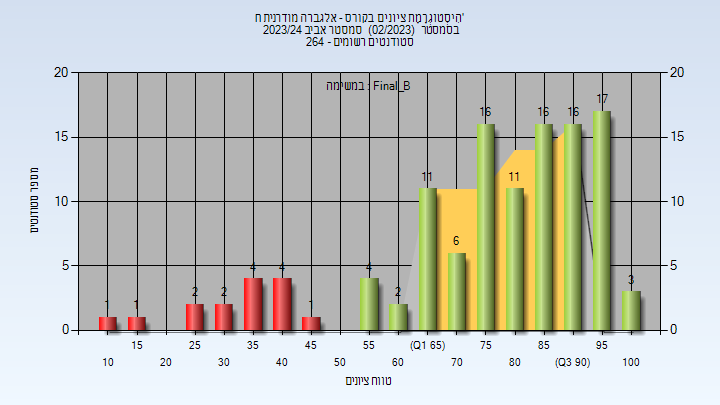 היסטוגרמת ציונים בקורס - אלגברה מודרנית ח'
בסמסטר (02/2023) סמסטר אביב 2023/24
סטודנטים רשומים - 264
במשימה : Final_B
מספר סטודנטים
20 15 10 5 0
20 15 10 5 0
1 1 2 2 4 4 1 4 2 11 6 16 11 16 16 17 3
15 25 35 45 55 (Q1 65) 75 85 95
10 20 30 40 50 60 70 80 (Q3 90) 100
טווח ציונים